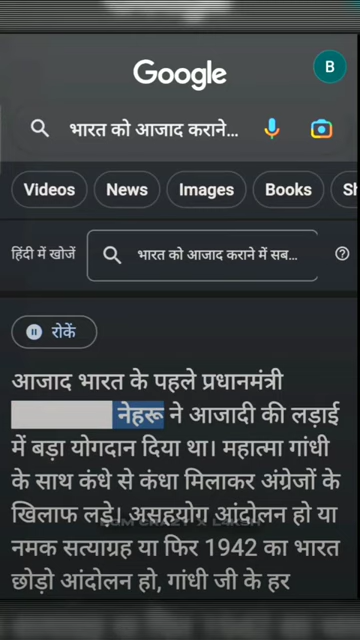 Google
B
भारत को आजाद कराने...
Videos News Images Books Sh
हिंदी में खोजें भारत को आजाद कराने में सब...
रोकें
आजाद भारत के पहले प्रधानमंत्री
नेहरू ने आजादी की लड़ाई
में बड़ा योगदान दिया था। महात्मा गांधी
के साथ कंधे से कंधा मिलाकर अंग्रेजों के
खिलाफ लड़े। असहयोग आंदोलन हो या
नमक सत्याग्रह या फिर 1942 का भारत
छोड़ो आंदोलन हो, गांधी जी के हर